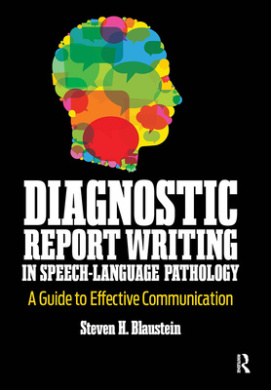 DIAGNOSTIC
REPORT WRITING
IN SPEECH-LANGUAGE PATHOLOGY
A Guide to Effective Communication
Steven H. Blaustein
R